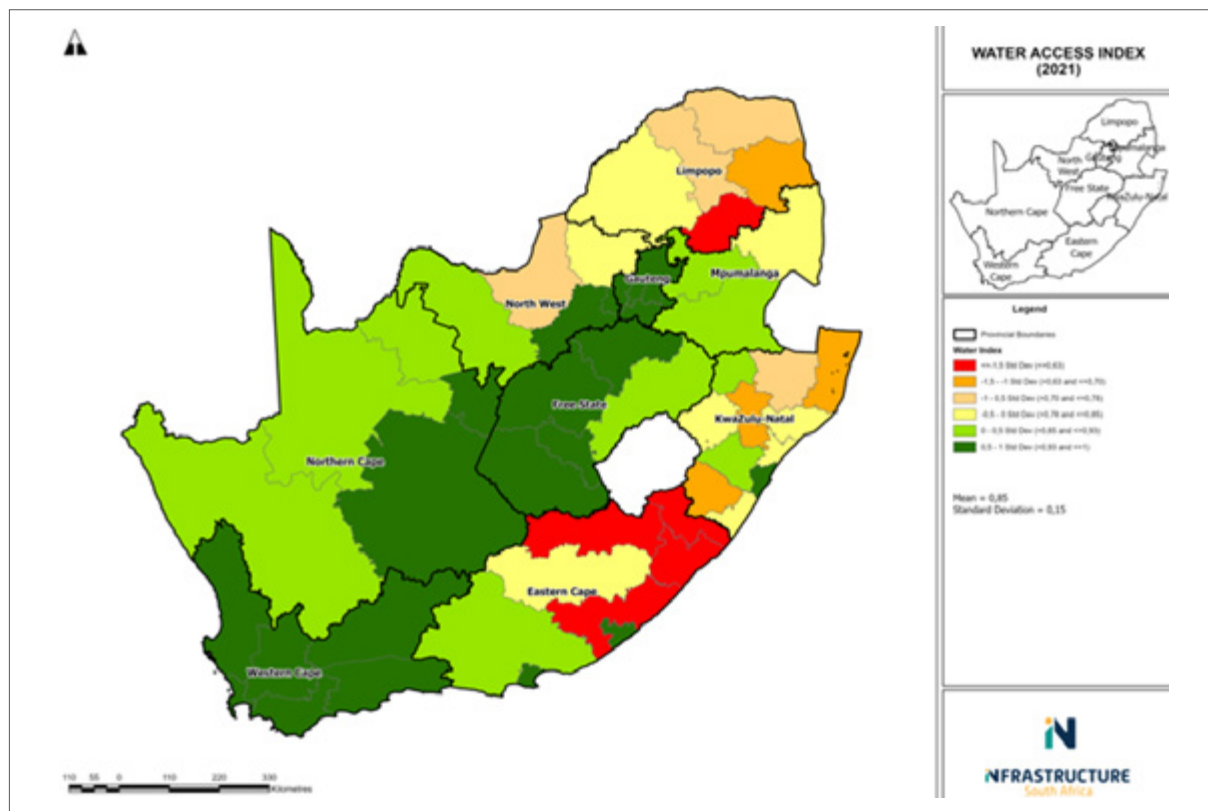 WATER ACCESS INDEX
(2021)
Limpopo
North West
Gauteng
Mpumalanga
Free State
KwaZulu-Natal
Northern Cape
Eastern Cape
Western Cape
Limpopo
Mpumalanga
North
West
Gauteng
Free State
KwaZulu-Natal
Northern Cape
Eastern
Cape
Western
Cape
Legend
Provincial Boundaries
Water Index
<=-1,5 Std Dev (<=0,63)
-1,5 - -1 Std Dev (>0,63 and <=0,70)
-1 - -0,5 Std Dev (>0,70 and <=0,78)
-0,5 - 0 Std Dev (>0,78 and <=0,85)
0 - 0,5 Std Dev (>0,85 and <=0,93)
0,5 - 1 Std Dev (>0,93 and <=1)
Mean = 0,85
Standard Deviation = 0,15
110 55 0 110 220 330
Kilometres
iN
iNFRASTRUCTURE
South Africa